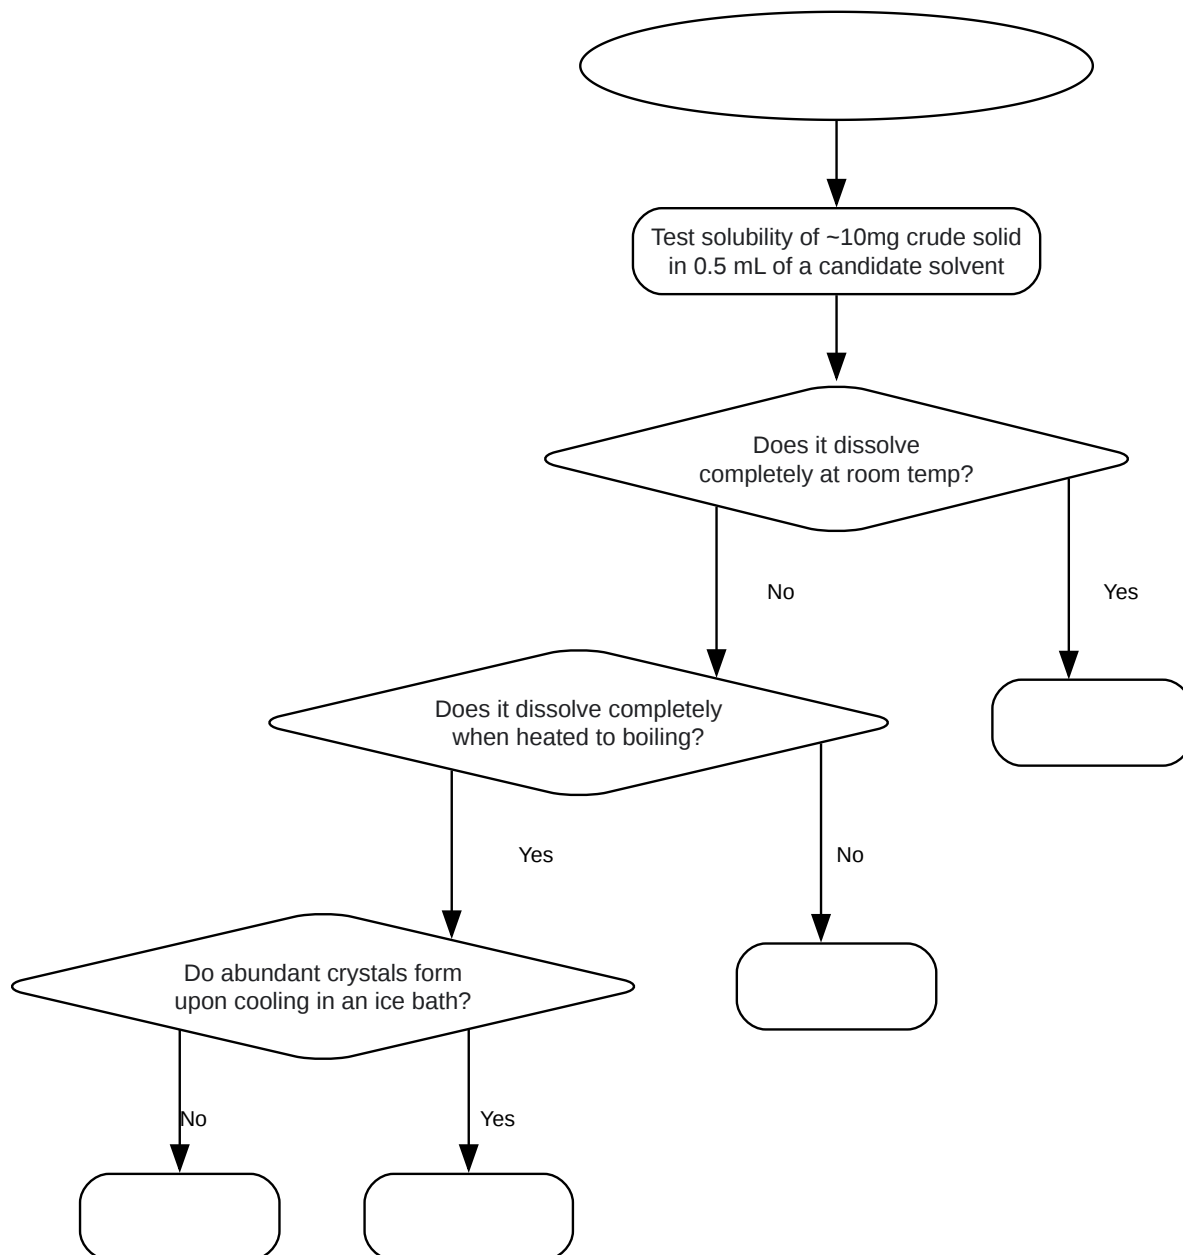 Test solubility of ~10mg crude solid
in 0.5 mL of a candidate solvent
Does it dissolve
completely at room temp?
No
Yes
Does it dissolve completely
when heated to boiling?
Yes
No
Do abundant crystals form
upon cooling in an ice bath?
No
Yes